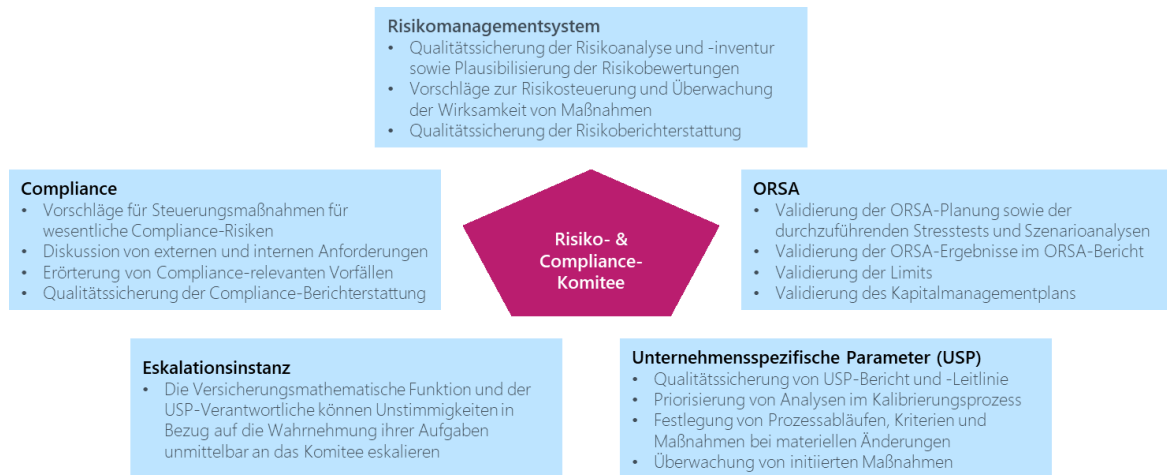 Risikomanagementsystem
• Qualitätssicherung der Risikoanalyse und -inventur
sowie Plausibilisierung der Risikobewertungen
• Vorschläge zur Risikosteuerung und Überwachung
der Wirksamkeit von Maßnahmen
• Qualitätssicherung der Risikoberichterstattung
Compliance
• Vorschläge für Steuerungsmaßnahmen für
wesentliche Compliance-Risiken
• Diskussion von externen und internen Anforderungen
• Erörterung von Compliance-relevanten Vorfällen
• Qualitätssicherung der Compliance-Berichterstattung
Risiko- &
Compliance-
Komitee
ORSA
• Validierung der ORSA-Planung sowie der
durchzuführenden Stresstests und Szenarioanalysen
• Validierung der ORSA-Ergebnisse im ORSA-Bericht
• Validierung der Limits
• Validierung des Kapitalmanagementplans
Eskalationsinstanz
• Die Versicherungsmathematische Funktion und der
USP-Verantwortliche können Unstimmigkeiten in
Bezug auf die Wahrnehmung ihrer Aufgaben
unmittelbar an das Komitee eskalieren
Unternehmensspezifische Parameter (USP)
• Qualitätssicherung von USP-Bericht und -Leitlinie
• Priorisierung von Analysen im Kalibrierungsprozess
• Festlegung von Prozessabläufen, Kriterien und
Maßnahmen bei materiellen Änderungen
• Überwachung von initiierten Maßnahmen